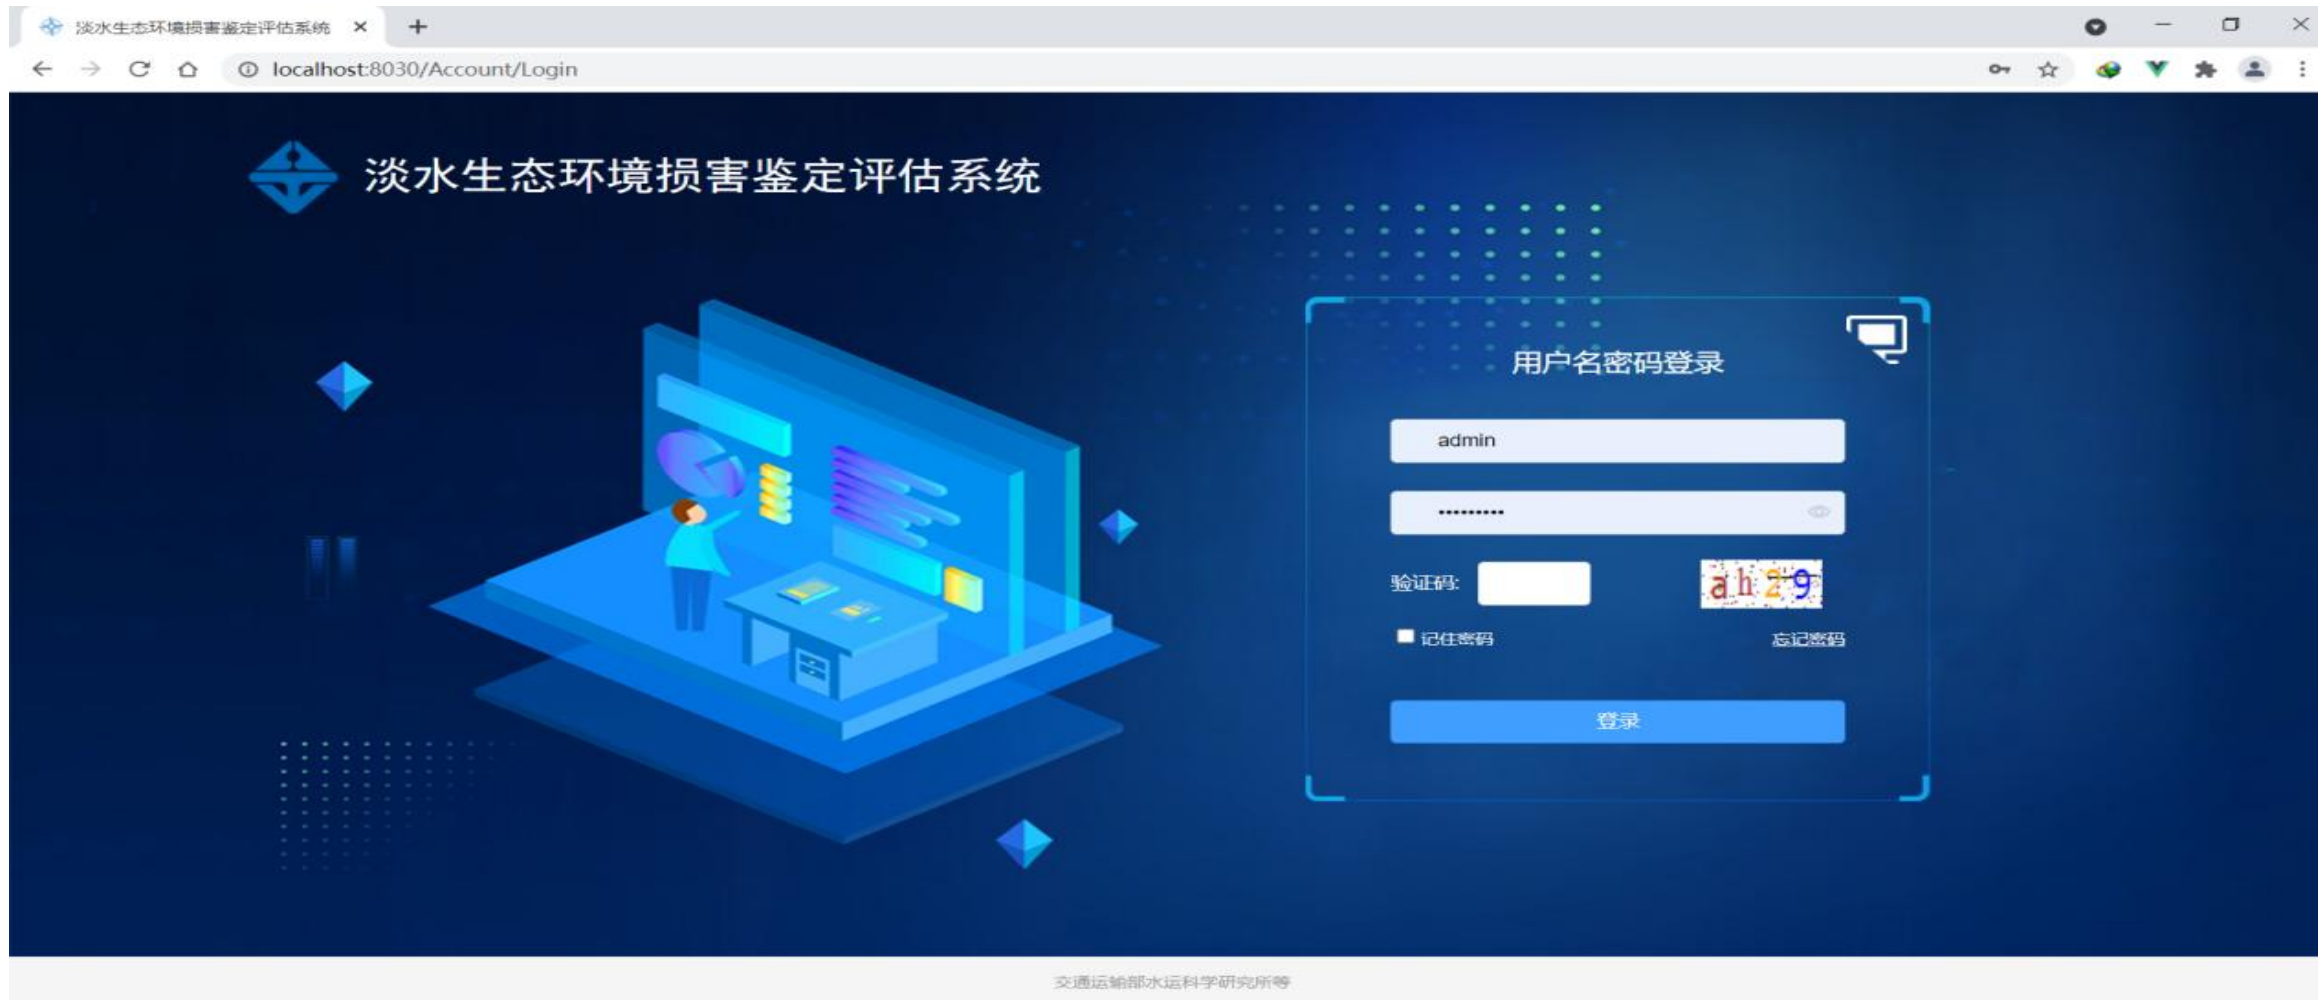 淡水生态环境损害鉴定评估系统
localhost:8030/Account/Login
淡水生态环境损害鉴定评估系统
用户名密码登录
admin
•••••••••
验证码:
ah29
记住密码 忘记密码
登录
交通运输部水运科学研究所等